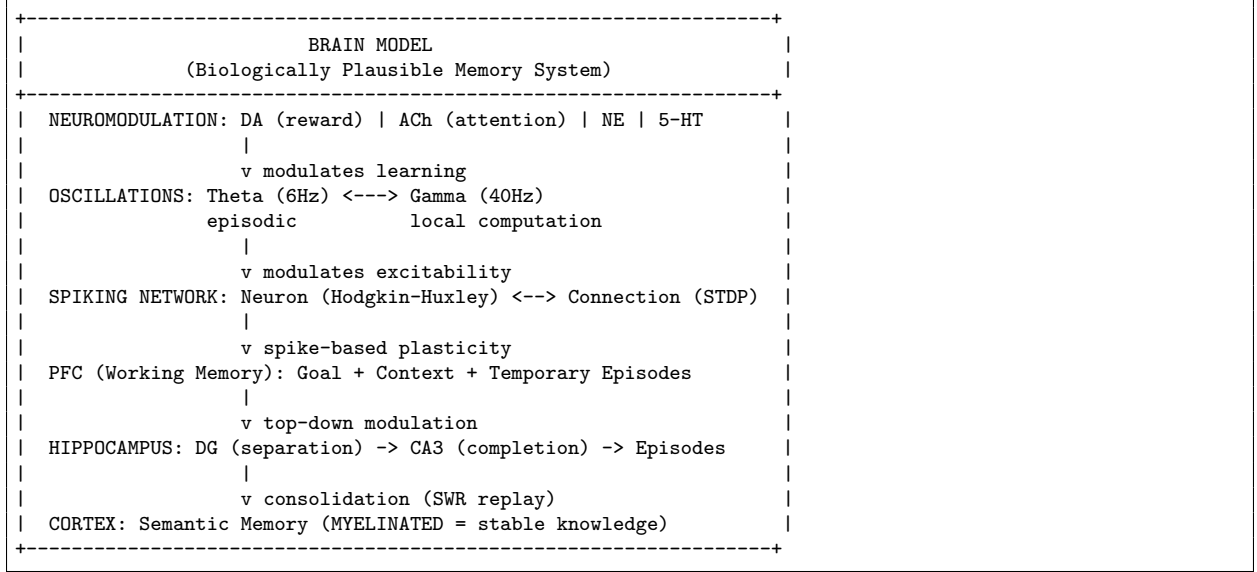 +------------------------------------------------------------------+
|                         BRAIN MODEL                               |
|              (Biologically Plausible Memory System)               |
+------------------------------------------------------------------+
|  NEUROMODULATION: DA (reward) | ACh (attention) | NE | 5-HT       |
|                   |                                               |
|                   v modulates learning                            |
|  OSCILLATIONS: Theta (6Hz) <---> Gamma (40Hz)                     |
|                episodic          local computation                |
|                   |                                               |
|                   v modulates excitability                        |
|  SPIKING NETWORK: Neuron (Hodgkin-Huxley) <--> Connection (STDP)  |
|                   |                                               |
|                   v spike-based plasticity                        |
|  PFC (Working Memory): Goal + Context + Temporary Episodes        |
|                   |                                               |
|                   v top-down modulation                           |
|  HIPPOCAMPUS: DG (separation) -> CA3 (completion) -> Episodes     |
|                   |                                               |
|                   v consolidation (SWR replay)                    |
|  CORTEX: Semantic Memory (MYELINATED = stable knowledge)          |
+------------------------------------------------------------------+